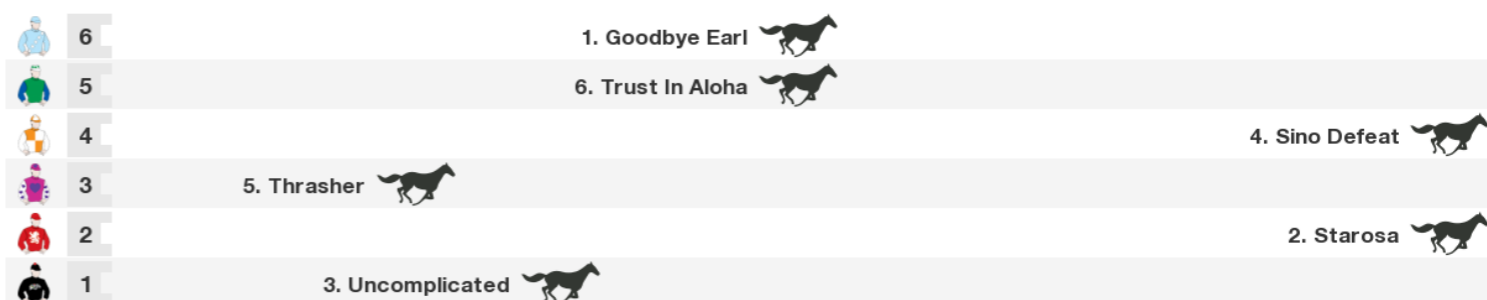 6 1. Goodbye Earl
5 6. Trust In Aloha
4 4. Sino Defeat
3 5. Thrasher
2 2. Starosa
1 3. Uncomplicated